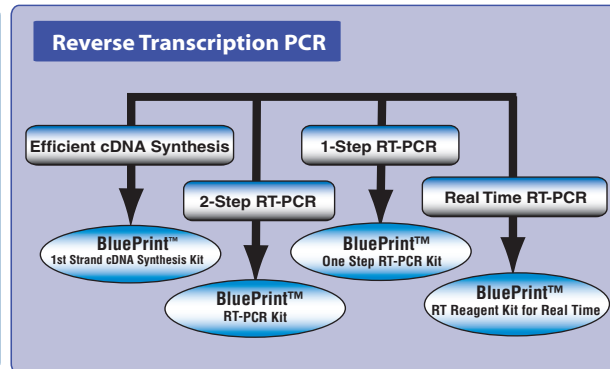 Reverse Transcription PCR
Efficient cDNA Synthesis
1-Step RT-PCR
2-Step RT-PCR
Real Time RT-PCR
BluePrint™
1st Strand cDNA Synthesis Kit
BluePrint™
One Step RT-PCR Kit
BluePrint™
RT-PCR Kit
BluePrint™
RT Reagent Kit for Real Time